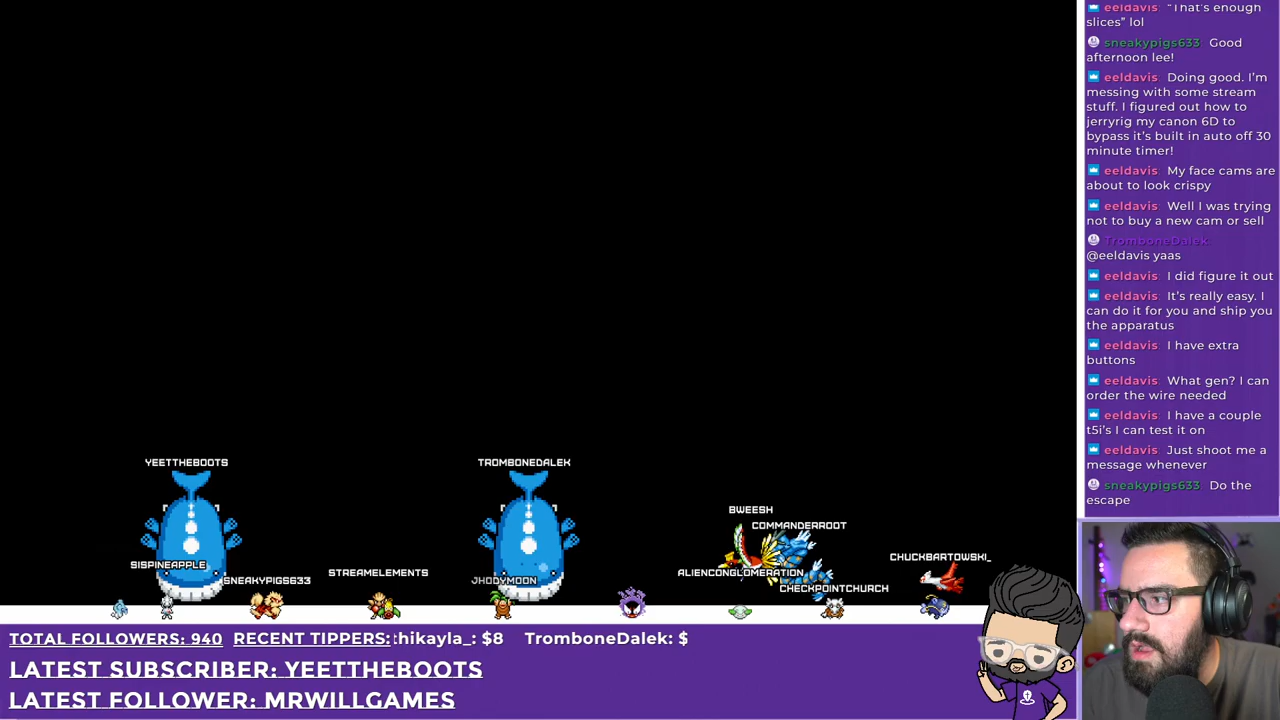 eeldavis: "That's enough
slices" lol
sneakypigs633: Good
afternoon lee!
eeldavis: Doing good. I'm
messing with some stream
stuff. I figured out how to
jerryrig my canon 6D to
bypass it's built in auto off 30
minute timer!
eeldavis: My face cams are
about to look crispy
eeldavis: Well I was trying
not to buy a new cam or sell
TromboneDalek:
@eeldavis yaas
eeldavis: I did figure it out
eeldavis: It's really easy. I
can do it for you and ship you
the apparatus
eeldavis: I have extra
buttons
eeldavis: What gen? I can
order the wire needed
eeldavis: I have a couple
t5i's I can test it on
eeldavis: Just shoot me a
message whenever
sneakypigs633: Do the
escape
YEETTHEBOOTS
TROMBONEDALEK
BWEESH
COMMANDERROOT
CHUCKBARTOWSKI_
SISPINEAPPLE
SNEAKYPIGS633
STREAMELEMENTS
JHODYMOON
ALIENCONGLOMERATION
CHECKPOINTCHURCH
TOTAL FOLLOWERS: 940 RECENT TIPPERS: :hikayla_: $8 TromboneDalek: $
LATEST SUBSCRIBER: YEETTHEBOOTS
LATEST FOLLOWER: MRWILLGAMES